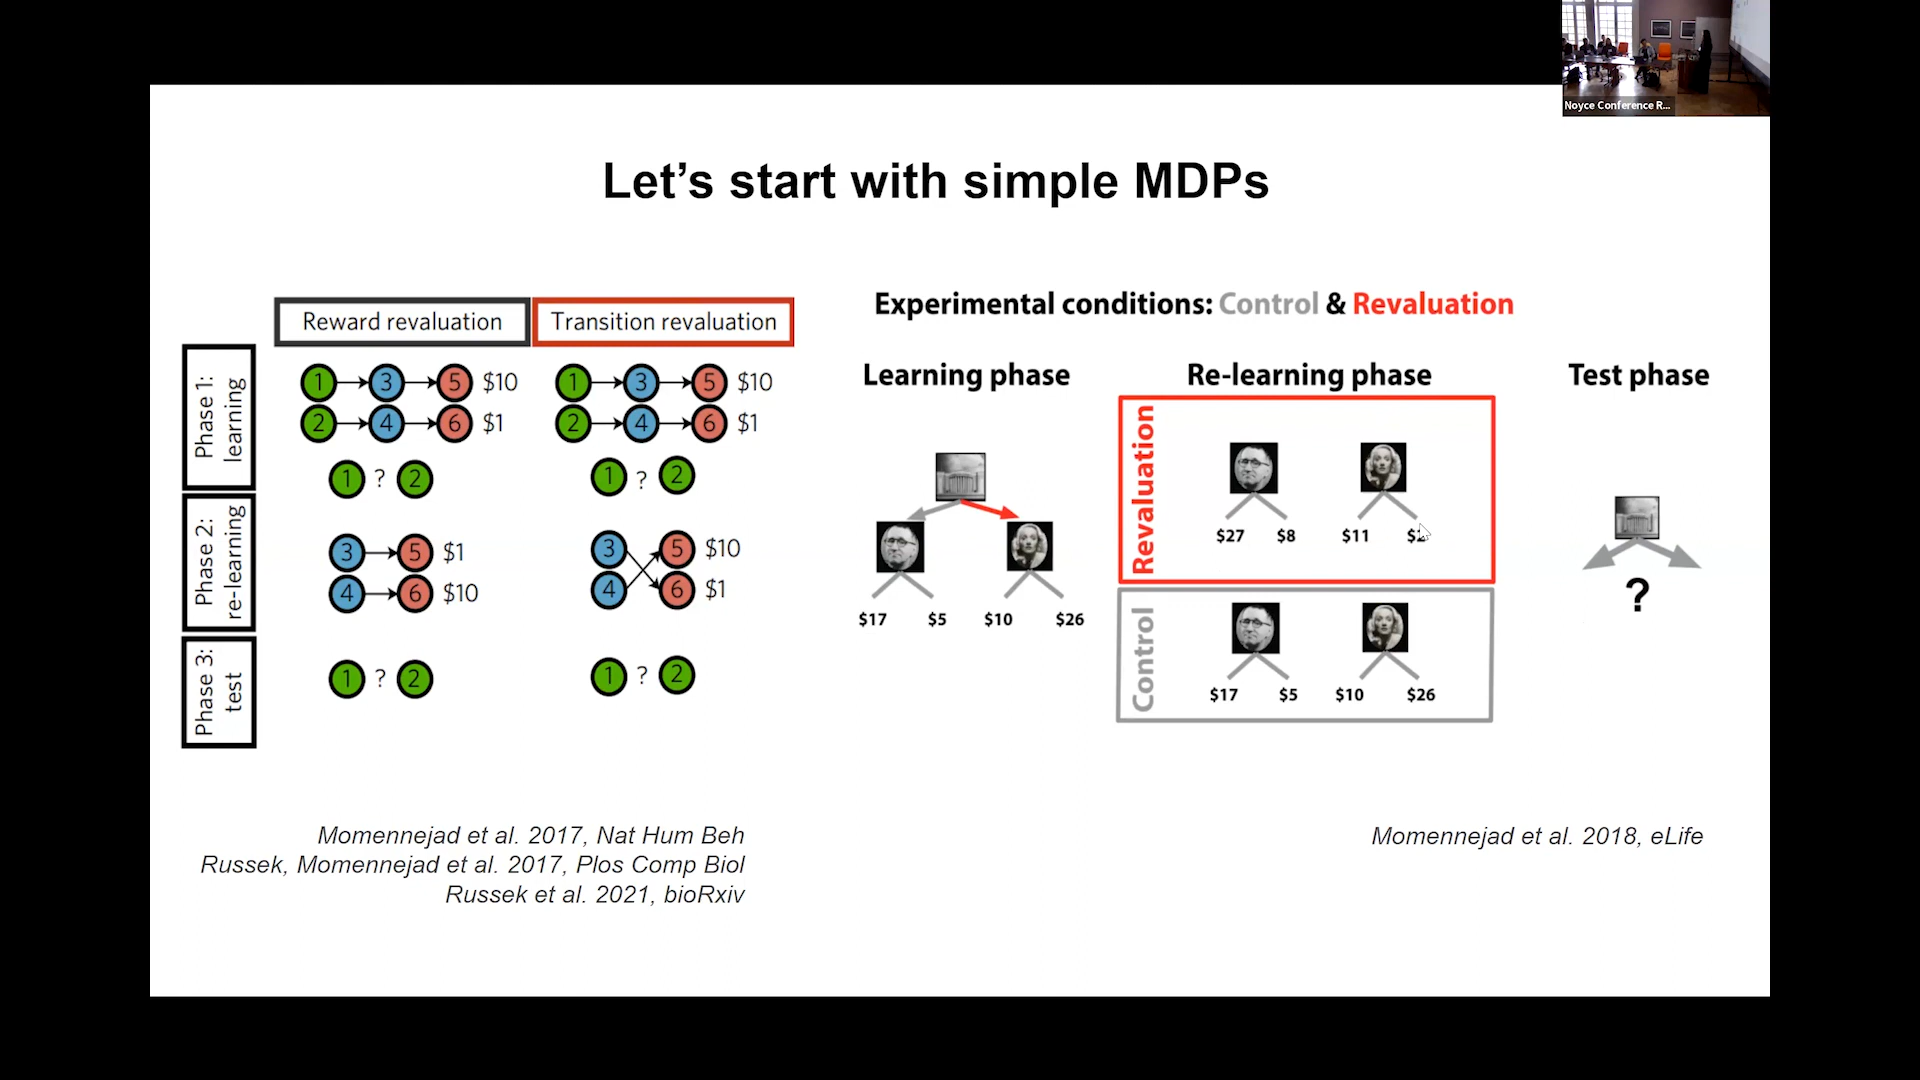 Noyce Conference R...
Let's start with simple MDPs
Reward revaluation
Transition revaluation
Phase 1:
learning
1 3 5 $10
2 4 6 $1
1 ? 2
1 3 5 $10
2 4 6 $1
1 ? 2
Phase 2:
re-learning
3 5 $1
4 6 $10
3 5 $10
4 6 $1
Phase 3:
test
1 ? 2
1 ? 2
Momennejad et al. 2017, Nat Hum Beh
Russek, Momennejad et al. 2017, Plos Comp Biol
Russek et al. 2021, bioRxiv
Experimental conditions: Control & Revaluation
Learning phase
$17 $5 $10 $26
Re-learning phase
Revaluation
$27 $8 $11
Control
$17 $5 $10 $26
Test phase
?
Momennejad et al. 2018, eLife